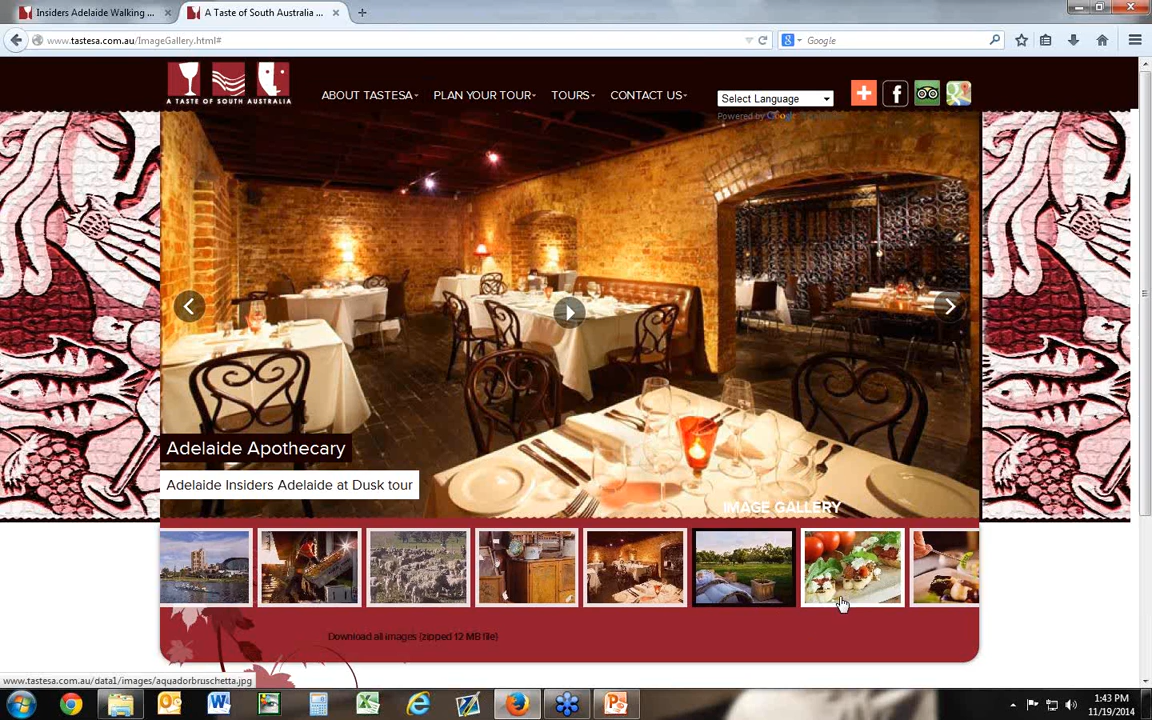 Insiders Adelaide Walking ...
A Taste of South Australia ...
www.tastesa.com.au/ImageGallery.html#
Google
A TASTE OF SOUTH AUSTRALIA
ABOUT TASTESA
PLAN YOUR TOUR
TOURS
CONTACT US
Select Language
Powered by Google
Adelaide Apothecary
Adelaide Insiders Adelaide at Dusk tour
IMAGE GALLERY
Download all images (zipped 12 MB file)
www.tastesa.com.au/data1/images/aquadorbruschetta.jpg
1:43 PM
11/19/2014